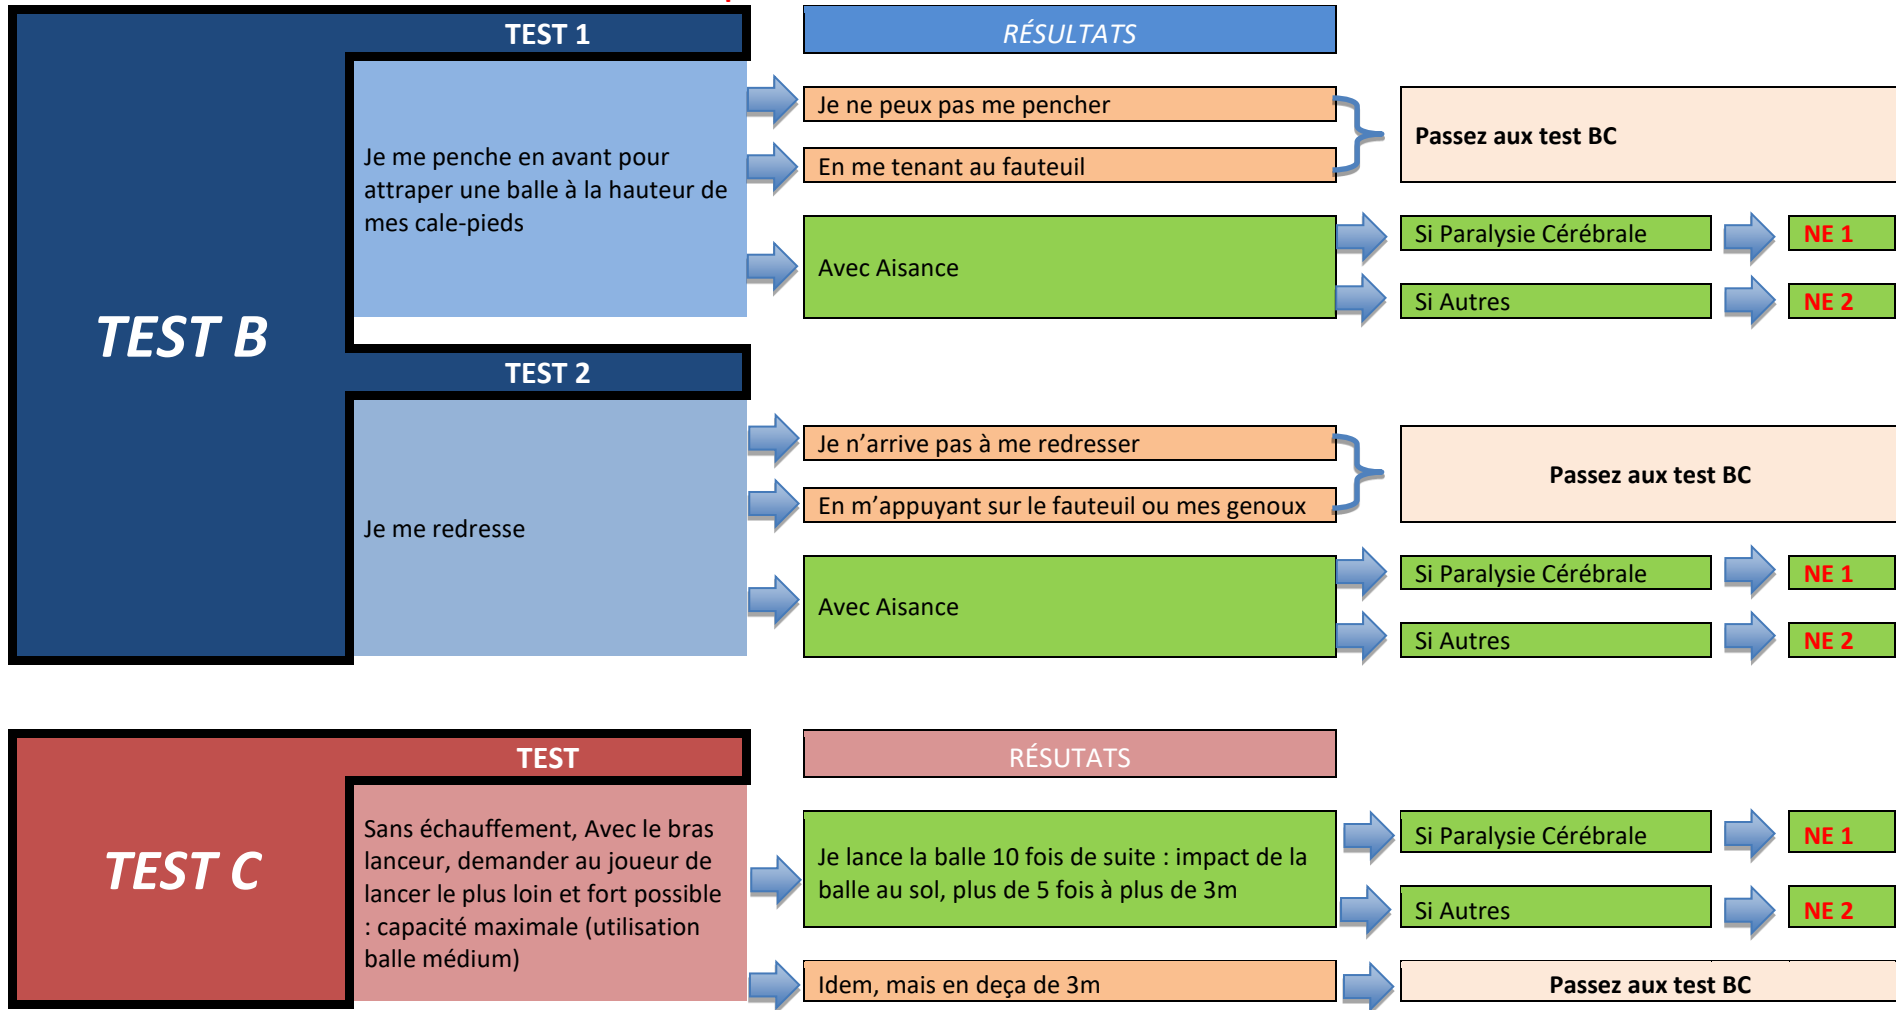 TEST B
TEST 1
RÉSULTATS
Je me penche en avant pour
attraper une balle à la hauteur de
mes cale-pieds
Je ne peux pas me pencher
En me tenant au fauteuil
Passez aux test BC
Avec Aisance
Si Paralysie Cérébrale
NE 1
Si Autres
NE 2
TEST 2
Je me redresse
Je n’arrive pas à me redresser
En m’appuyant sur le fauteuil ou mes genoux
Passez aux test BC
Avec Aisance
Si Paralysie Cérébrale
NE 1
Si Autres
NE 2
TEST C
TEST
RÉSUTATS
Sans échauffement, Avec le bras
lanceur, demander au joueur de
lancer le plus loin et fort possible
: capacité maximale (utilisation
balle médium)
Je lance la balle 10 fois de suite : impact de la
balle au sol, plus de 5 fois à plus de 3m
Si Paralysie Cérébrale
NE 1
Si Autres
NE 2
Idem, mais en deça de 3m
Passez aux test BC